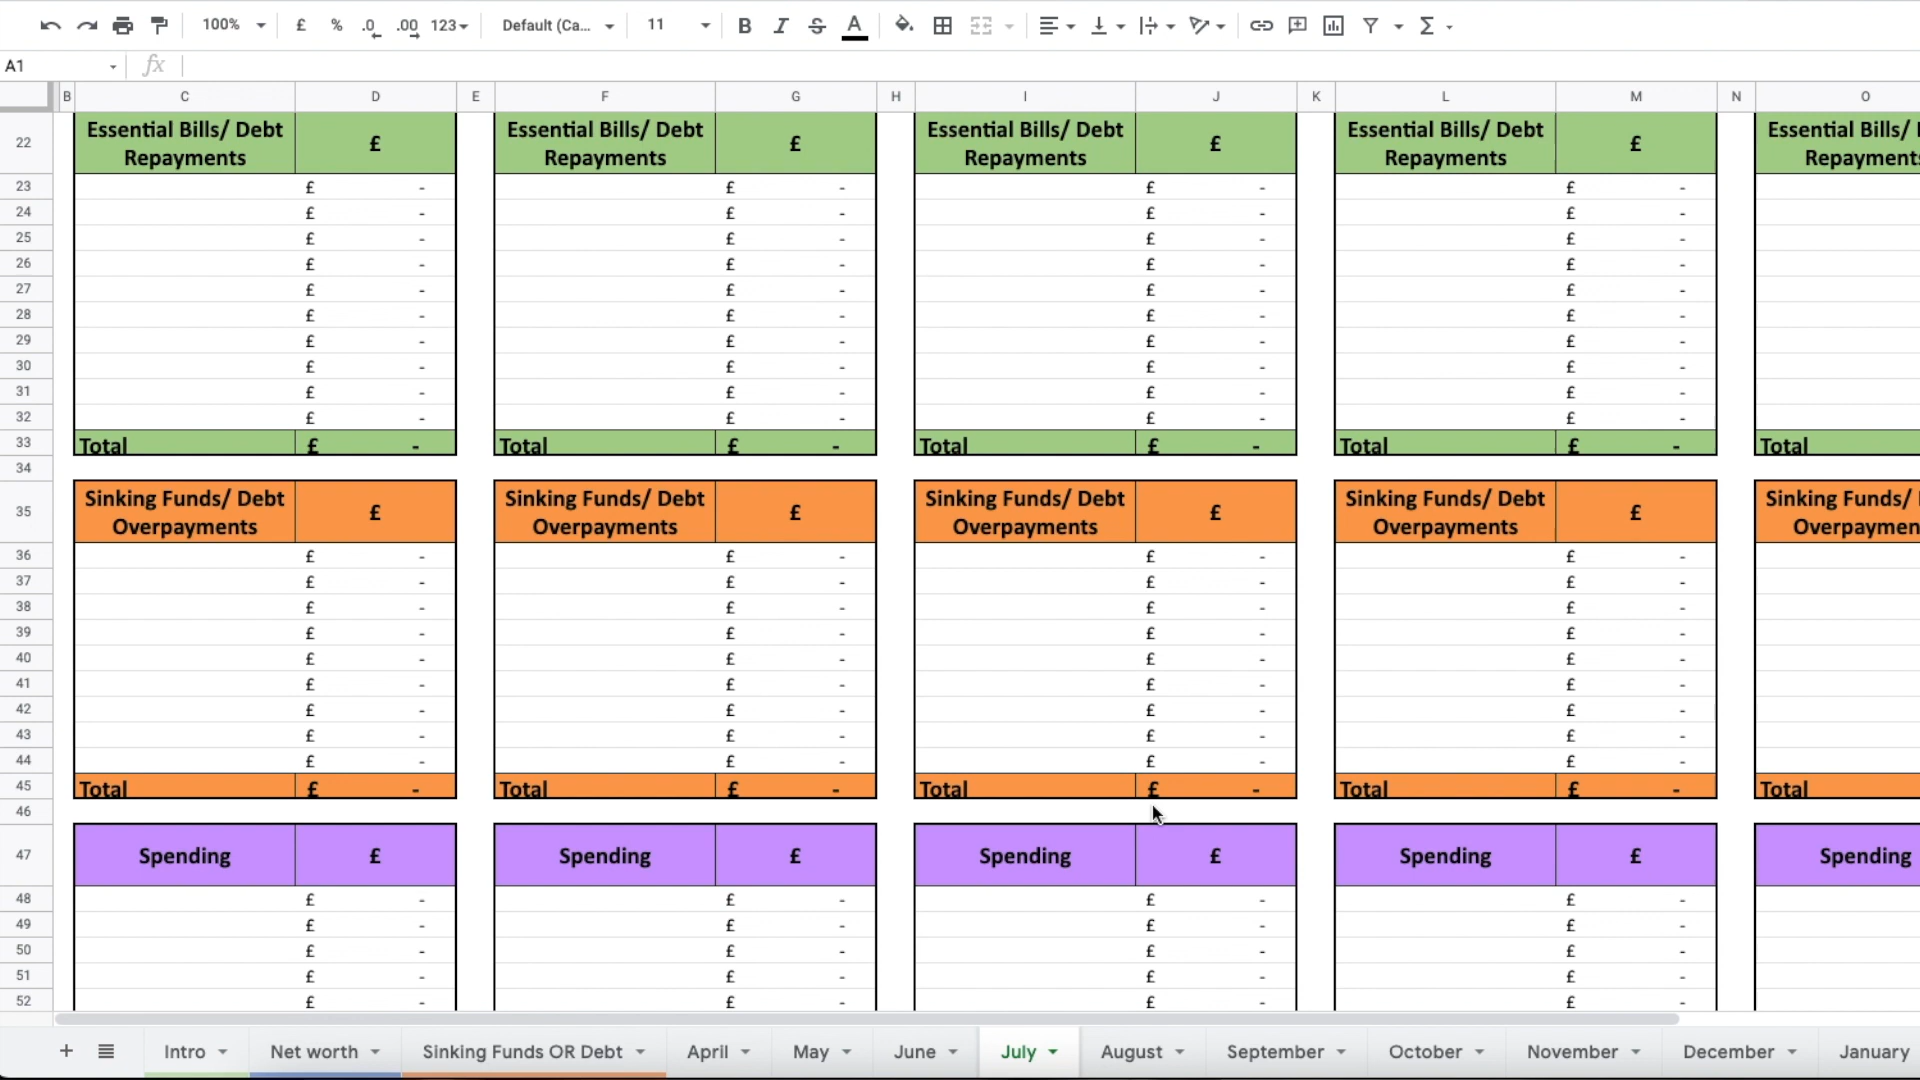 100% £ % .0 .00 123 Default (Ca... 11 B I S A Σ
A1 fx
B C D E F G H I J K L M N O
22 Essential Bills/ Debt Repayments £ Essential Bills/ Debt Repayments £ Essential Bills/ Debt Repayments £ Essential Bills/ Debt Repayments £ Essential Bills/
23 £ - £ - £ - £ -
24 £ - £ - £ - £ -
25 £ - £ - £ - £ -
26 £ - £ - £ - £ -
27 £ - £ - £ - £ -
28 £ - £ - £ - £ -
29 £ - £ - £ - £ -
30 £ - £ - £ - £ -
31 £ - £ - £ - £ -
32 £ - £ - £ - £ -
33 Total £ - Total £ - Total £ - Total £ - Total
34
35 Sinking Funds/ Debt Overpayments £ Sinking Funds/ Debt Overpayments £ Sinking Funds/ Debt Overpayments £ Sinking Funds/ Debt Overpayments £ Sinking Funds/
36 £ - £ - £ - £ -
37 £ - £ - £ - £ -
38 £ - £ - £ - £ -
39 £ - £ - £ - £ -
40 £ - £ - £ - £ -
41 £ - £ - £ - £ -
42 £ - £ - £ - £ -
43 £ - £ - £ - £ -
44 £ - £ - £ - £ -
45 Total £ - Total £ - Total £ - Total £ - Total
46
47 Spending £ Spending £ Spending £ Spending £ Spending
48 £ - £ - £ - £ -
49 £ - £ - £ - £ -
50 £ - £ - £ - £ -
51 £ - £ - £ - £ -
52 £ - £ - £ - £ -
+ Intro Net worth Sinking Funds OR Debt April May June July August September October November December January